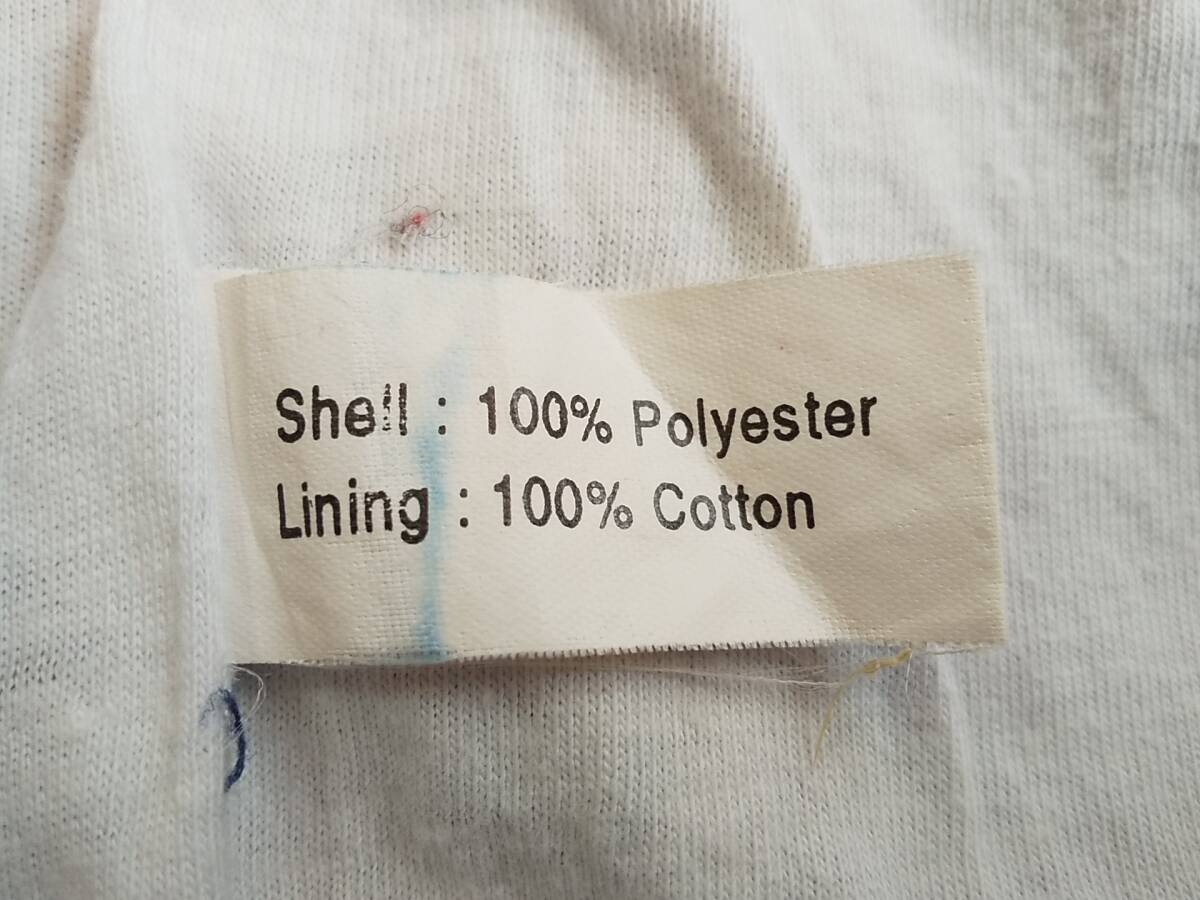 Shell : 100% Polyester
Lining : 100% Cotton